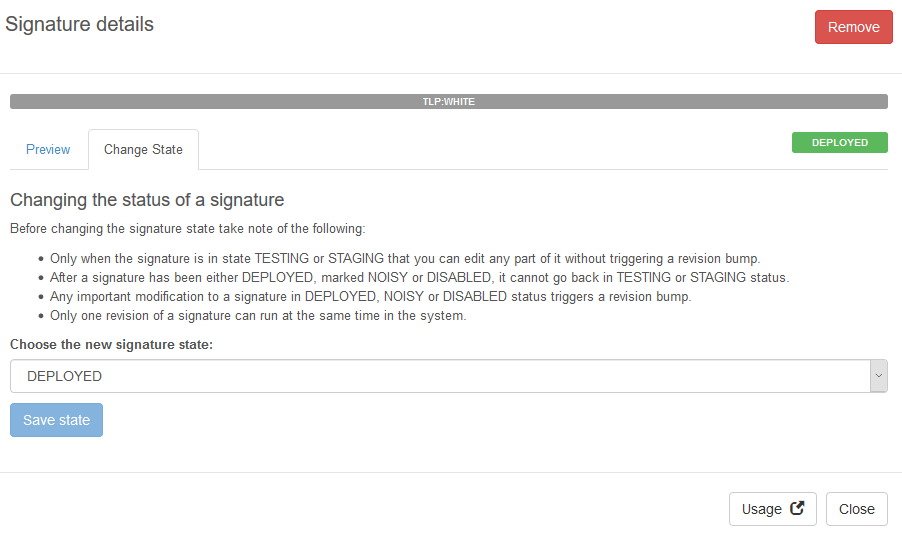 Signature details
Remove
TLP:WHITE
Preview
Change State
DEPLOYED
Changing the status of a signature
Before changing the signature state take note of the following:
Only when the signature is in state TESTING or STAGING that you can edit any part of it without triggering a revision bump.
After a signature has been either DEPLOYED, marked NOISY or DISABLED, it cannot go back in TESTING or STAGING status.
Any important modification to a signature in DEPLOYED, NOISY or DISABLED status triggers a revision bump.
Only one revision of a signature can run at the same time in the system.
Choose the new signature state:
DEPLOYED
Save state
Usage
Close